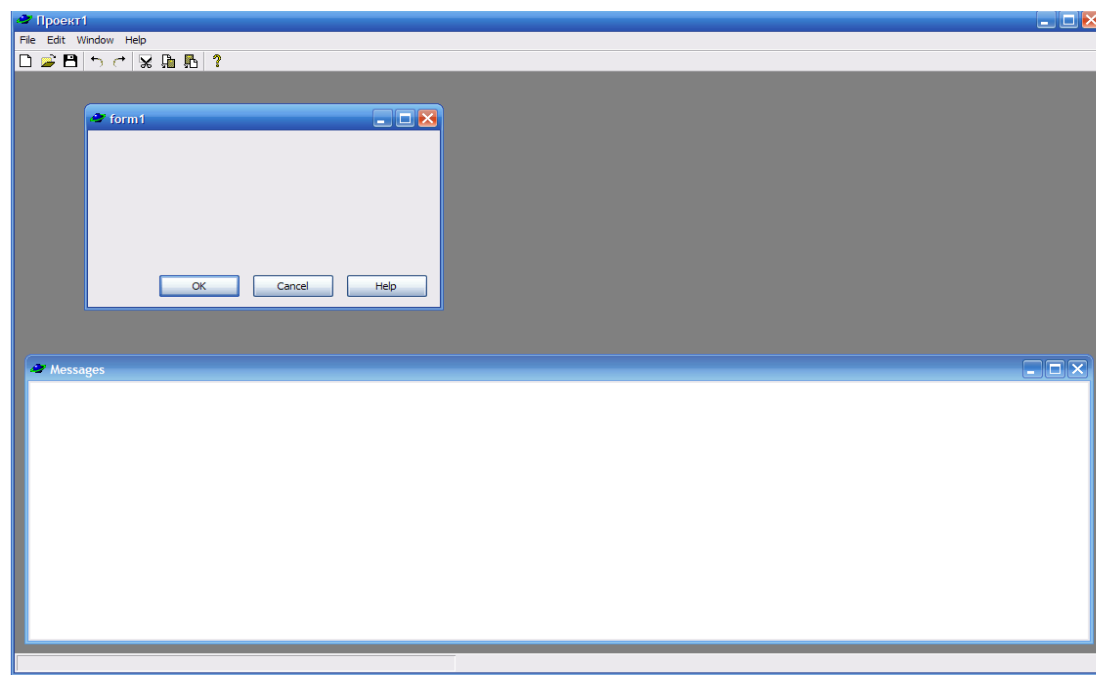 Проект1
File Edit Window Help
form1
OK Cancel Help
Messages